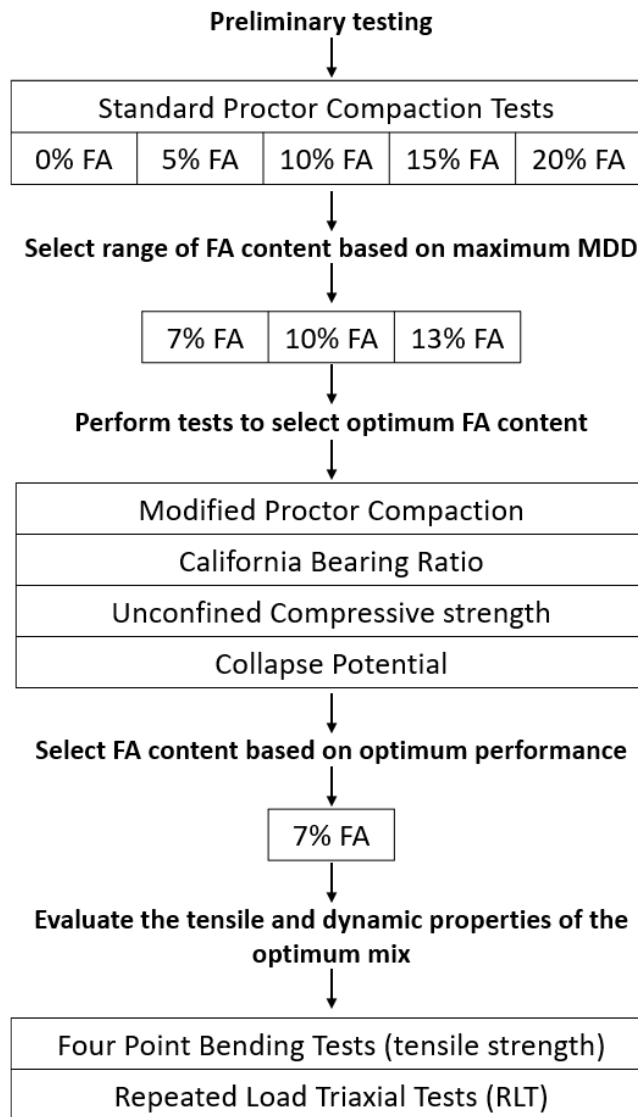 Preliminary testing
Standard Proctor Compaction Tests
0% FA 5% FA 10% FA 15% FA 20% FA
Select range of FA content based on maximum MDD
7% FA 10% FA 13% FA
Perform tests to select optimum FA content
Modified Proctor Compaction
California Bearing Ratio
Unconfined Compressive strength
Collapse Potential
Select FA content based on optimum performance
7% FA
Evaluate the tensile and dynamic properties of the
optimum mix
Four Point Bending Tests (tensile strength)
Repeated Load Triaxial Tests (RLT)